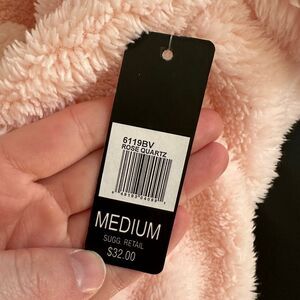 6119BV
ROSE QUARTZ
MEDIUM
SUGG. RETAIL
$32.00